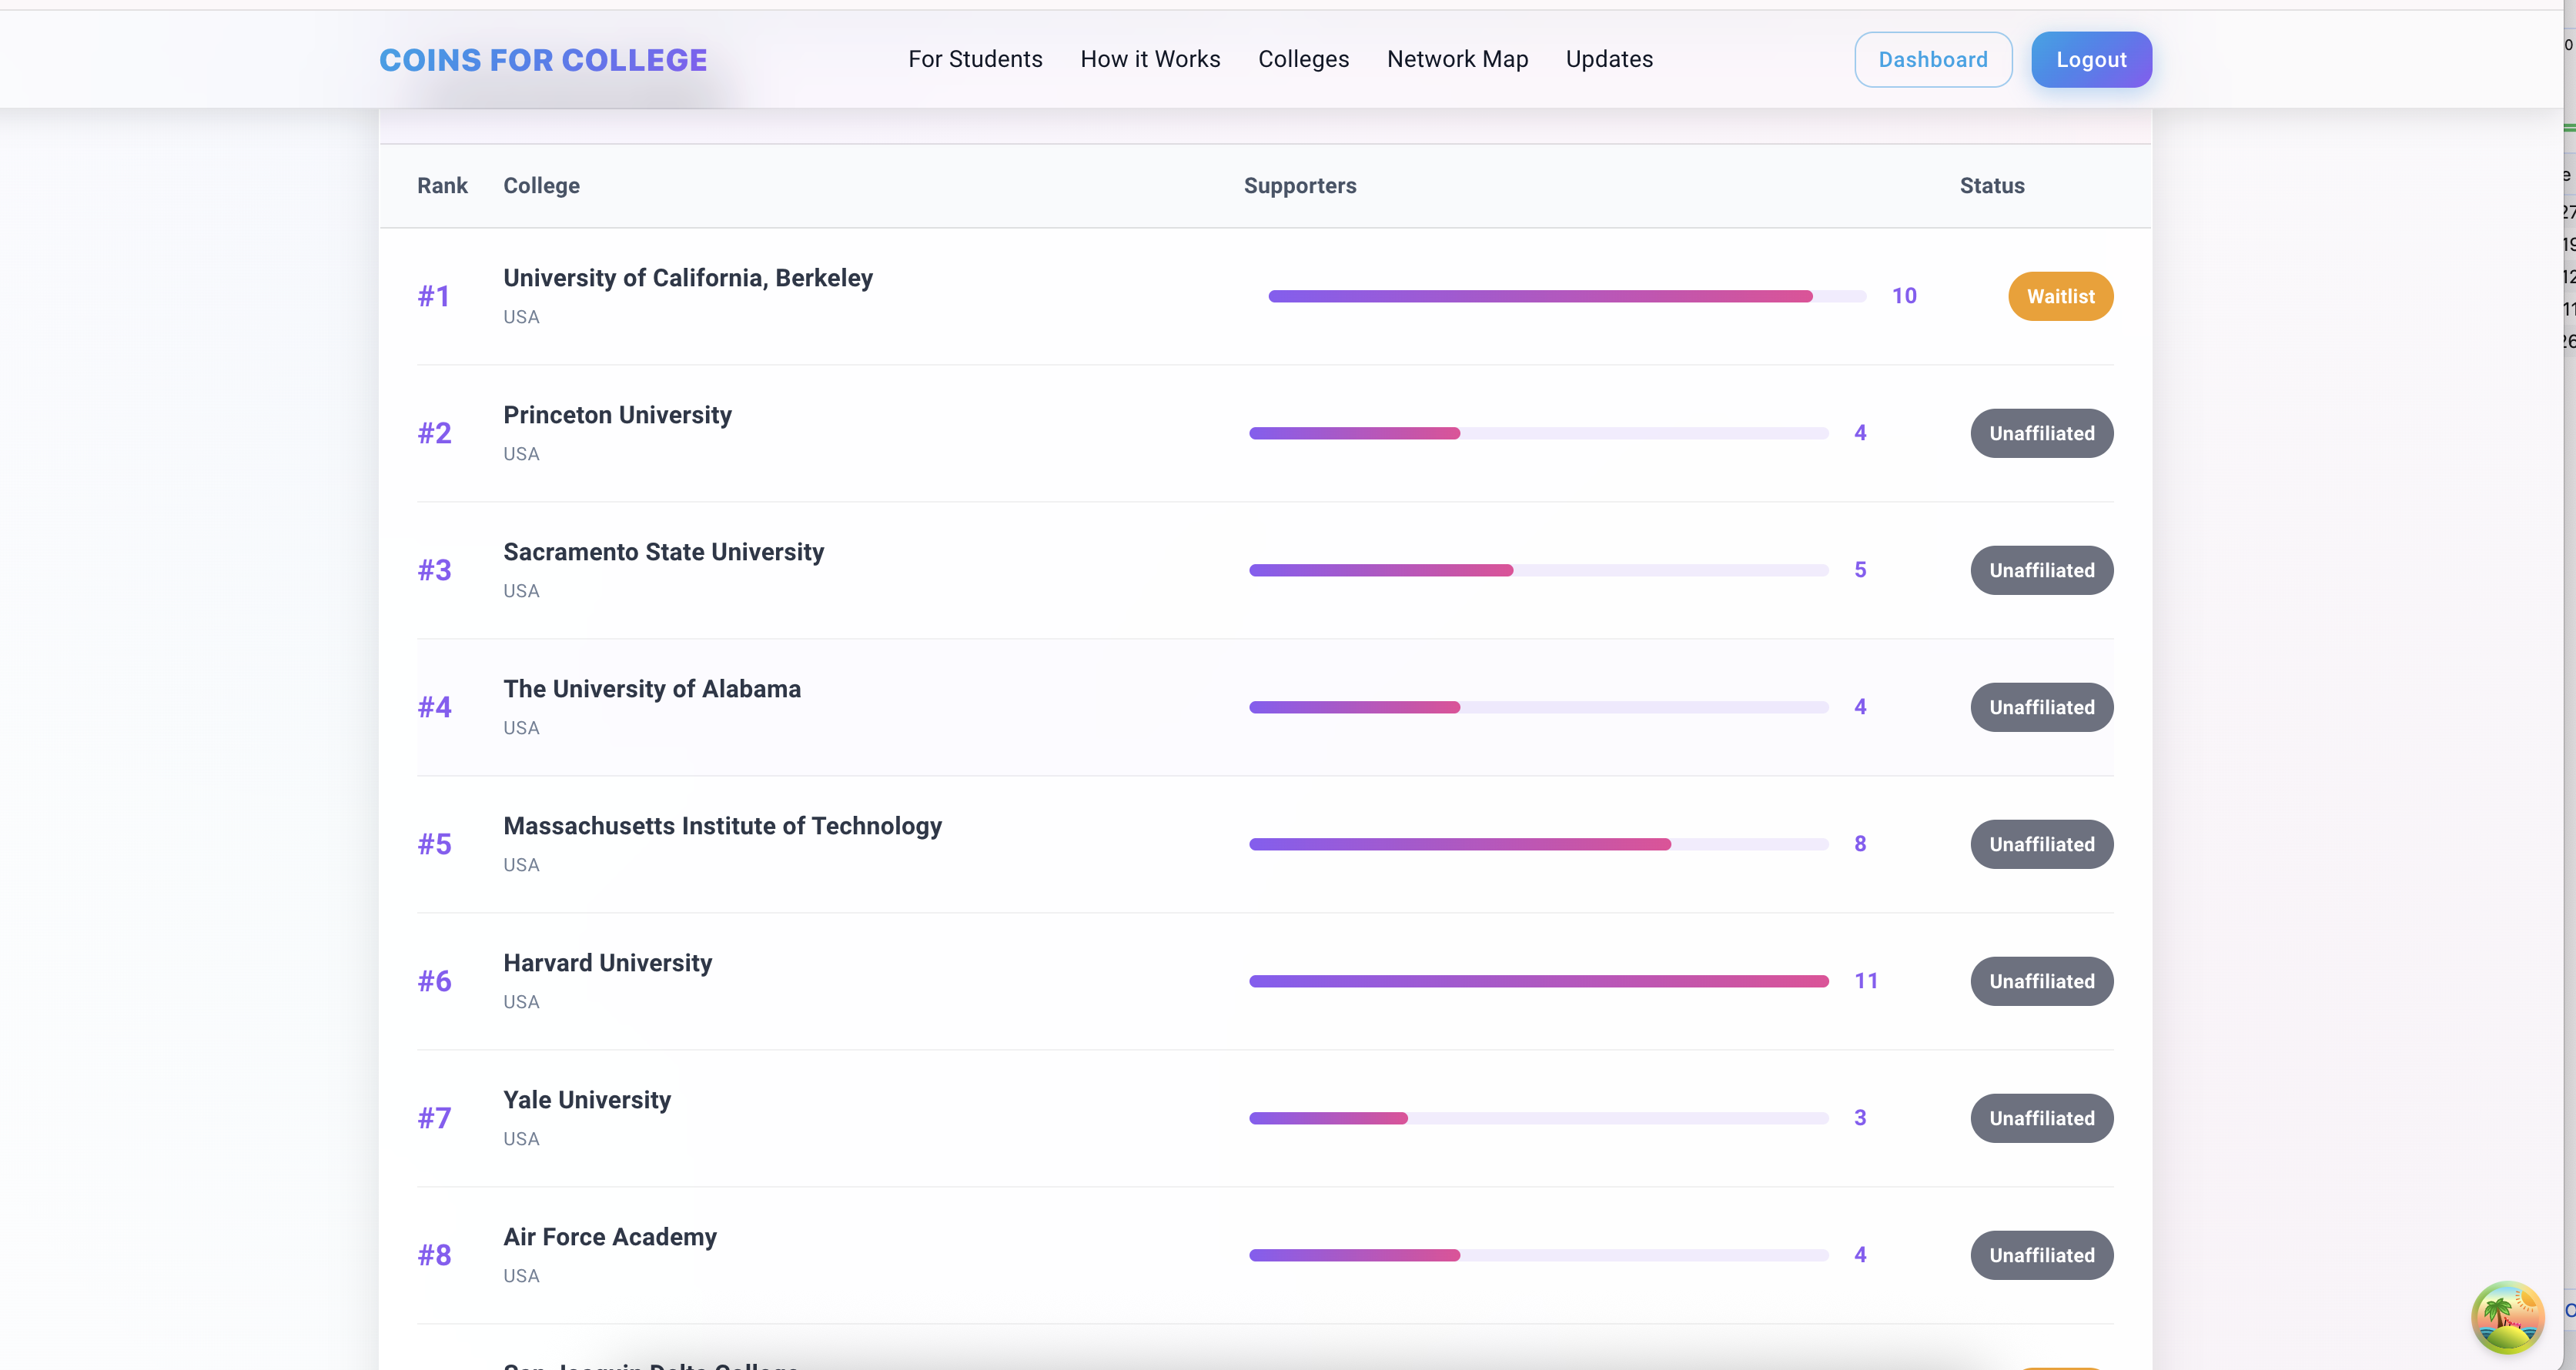 COINS FOR COLLEGE For Students How it Works Colleges Network Map Updates Dashboard Logout
Rank College Supporters Status
#1 University of California, Berkeley 10 Waitlist
USA
#2 Princeton University 4 Unaffiliated
USA
#3 Sacramento State University 5 Unaffiliated
USA
#4 The University of Alabama 4 Unaffiliated
USA
#5 Massachusetts Institute of Technology 8 Unaffiliated
USA
#6 Harvard University 11 Unaffiliated
USA
#7 Yale University 3 Unaffiliated
USA
#8 Air Force Academy 4 Unaffiliated
USA